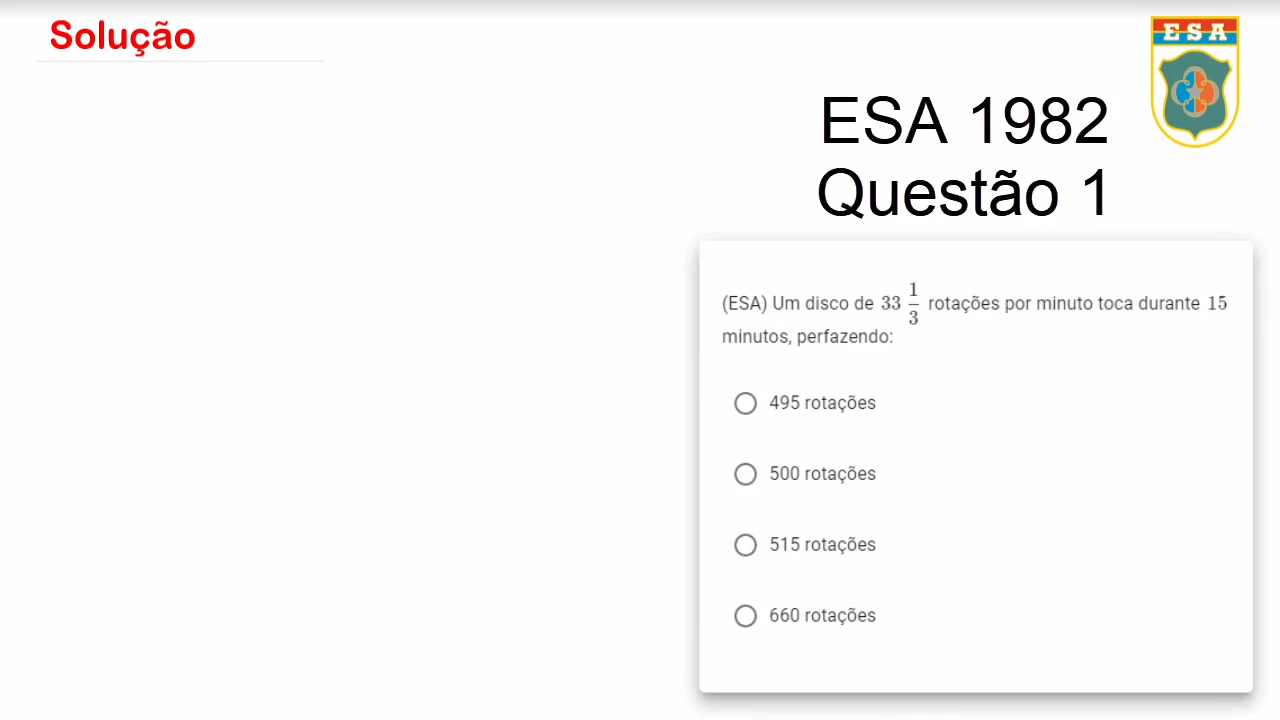 Solução
ESA
ESA 1982
Questão 1
(ESA) Um disco de 33 1/3 rotações por minuto toca durante 15
minutos, perfazendo:
495 rotações
500 rotações
515 rotações
660 rotações